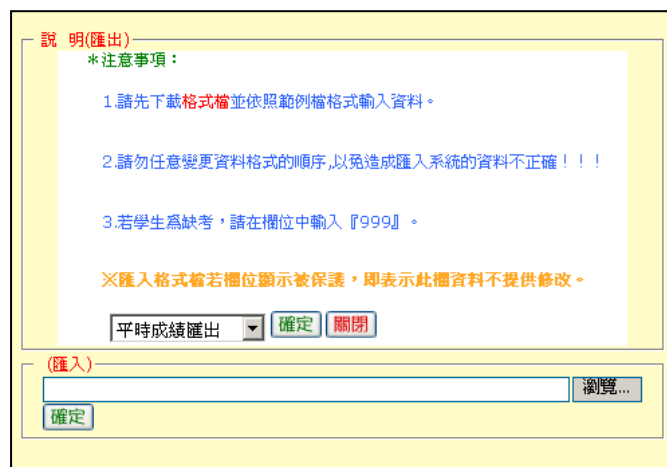 說 明(匯出)
*注意事項：
1.請先下載格式檔並依照範例檔格式輸入資料。
2.請勿任意變更資料格式的順序,以免造成匯入系統的資料不正確！！！
3.若學生為缺考，請在欄位中輸入『999』。
※匯入格式檔若欄位顯示被保護，即表示此欄資料不提供修改。
平時成績匯出 確定 關閉
(匯入)
瀏覽...
確定